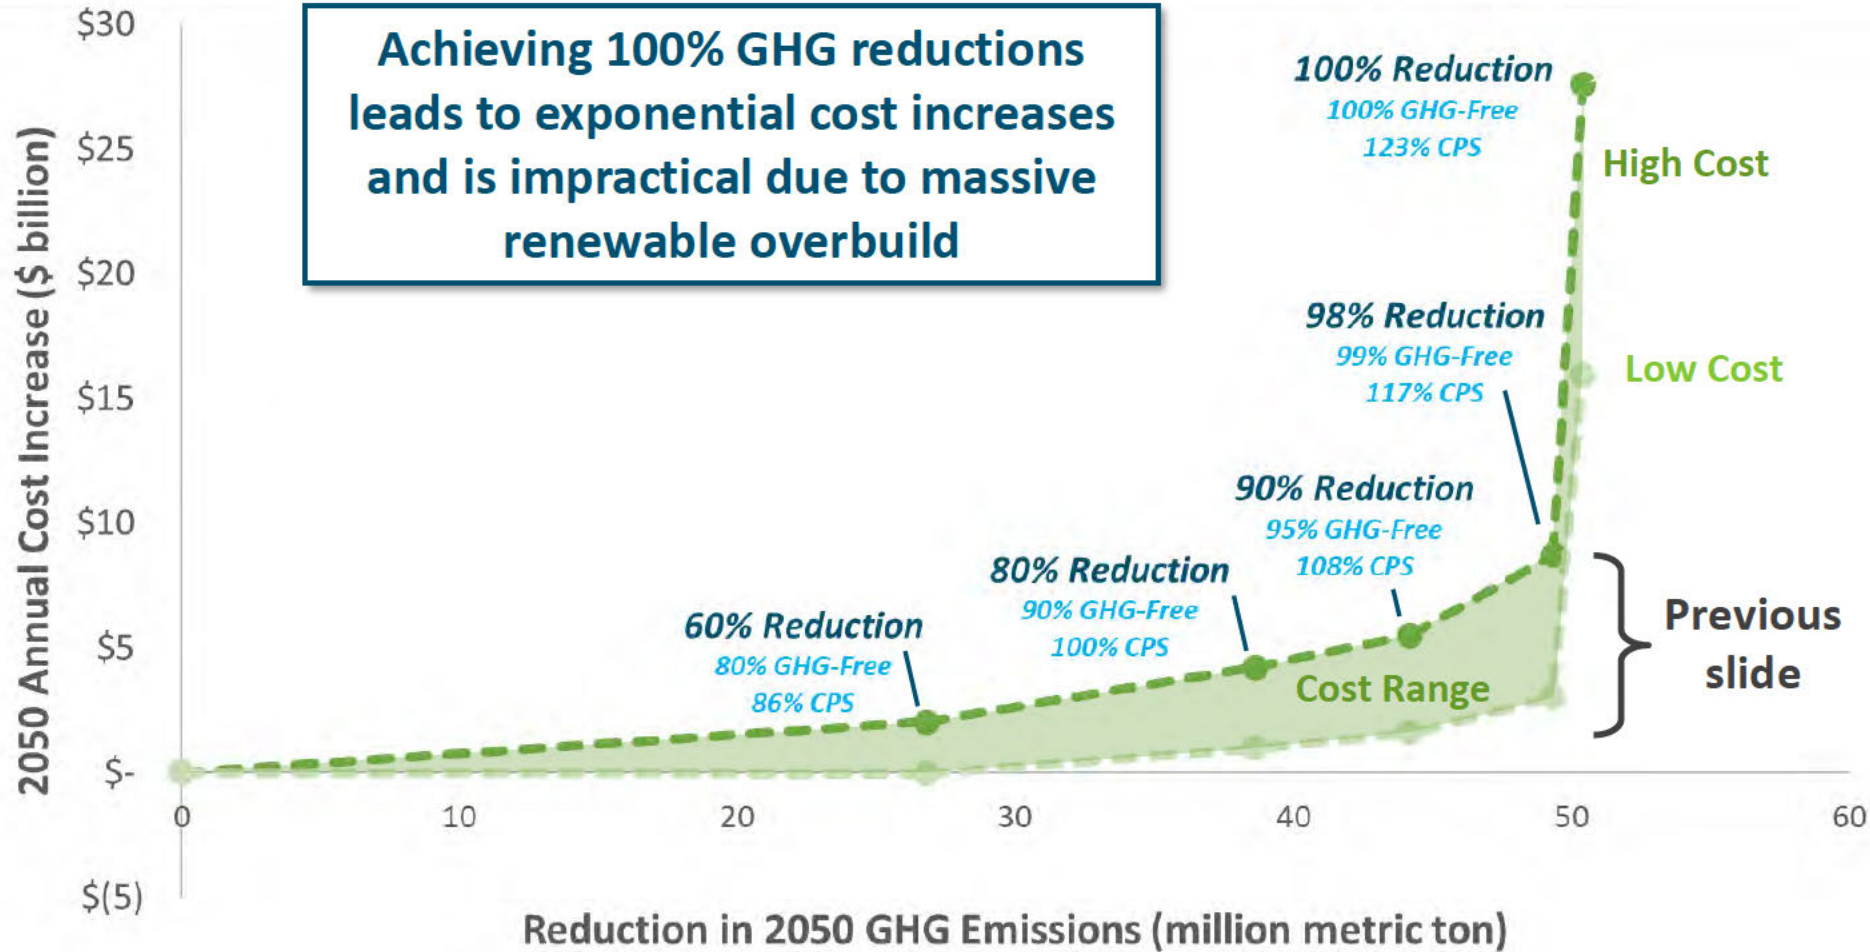 Achieving 100% GHG reductions
leads to exponential cost increases
and is impractical due to massive
renewable overbuild
2050 Annual Cost Increase ($ billion)
$30
$25
$20
$15
$10
$5
$-
$(5)
100% Reduction
100% GHG-Free
123% CPS
High Cost
98% Reduction
99% GHG-Free
117% CPS
Low Cost
90% Reduction
95% GHG-Free
108% CPS
80% Reduction
90% GHG-Free
100% CPS
60% Reduction
80% GHG-Free
86% CPS
Cost Range
Previous
slide
0 10 20 30 40 50 60
Reduction in 2050 GHG Emissions (million metric ton)